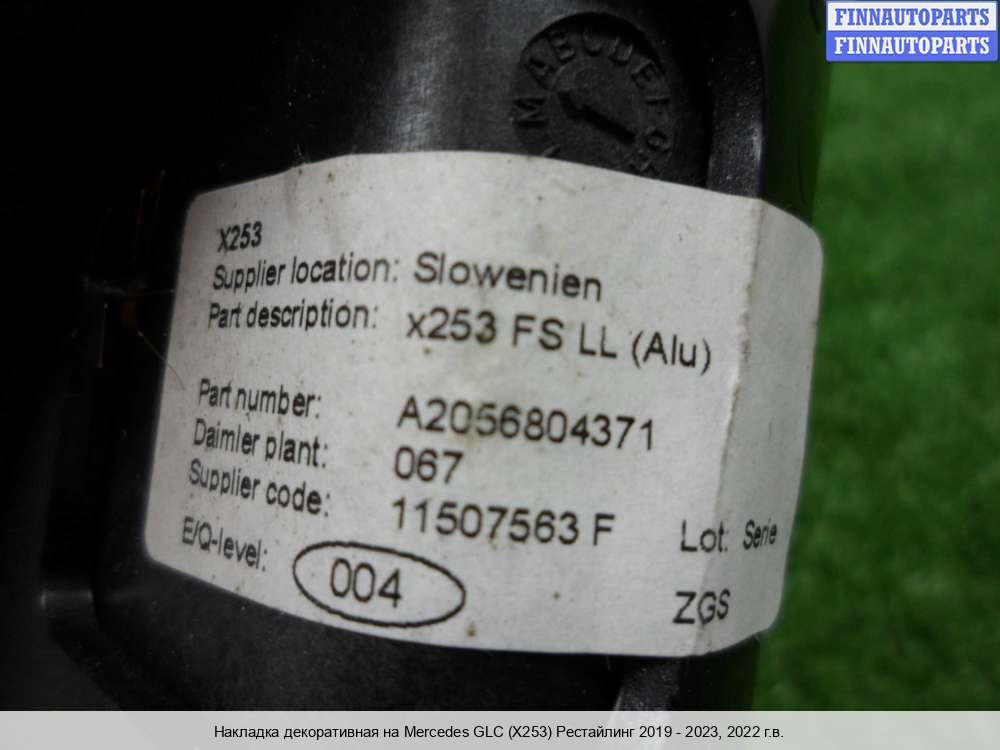 FINNAUTOPARTS
FINNAUTOPARTS
MABCDEFG
X253
Supplier location: Slowenien
Part description: x253 FS LL (Alu)
Part number: A2056804371
Daimler plant: 067
Supplier code: 11507563 F Lot: Serie
E/Q-level: 004 ZGS
Накладка декоративная на Mercedes GLC (X253) Рестайлинг 2019 - 2023, 2022 г.в.